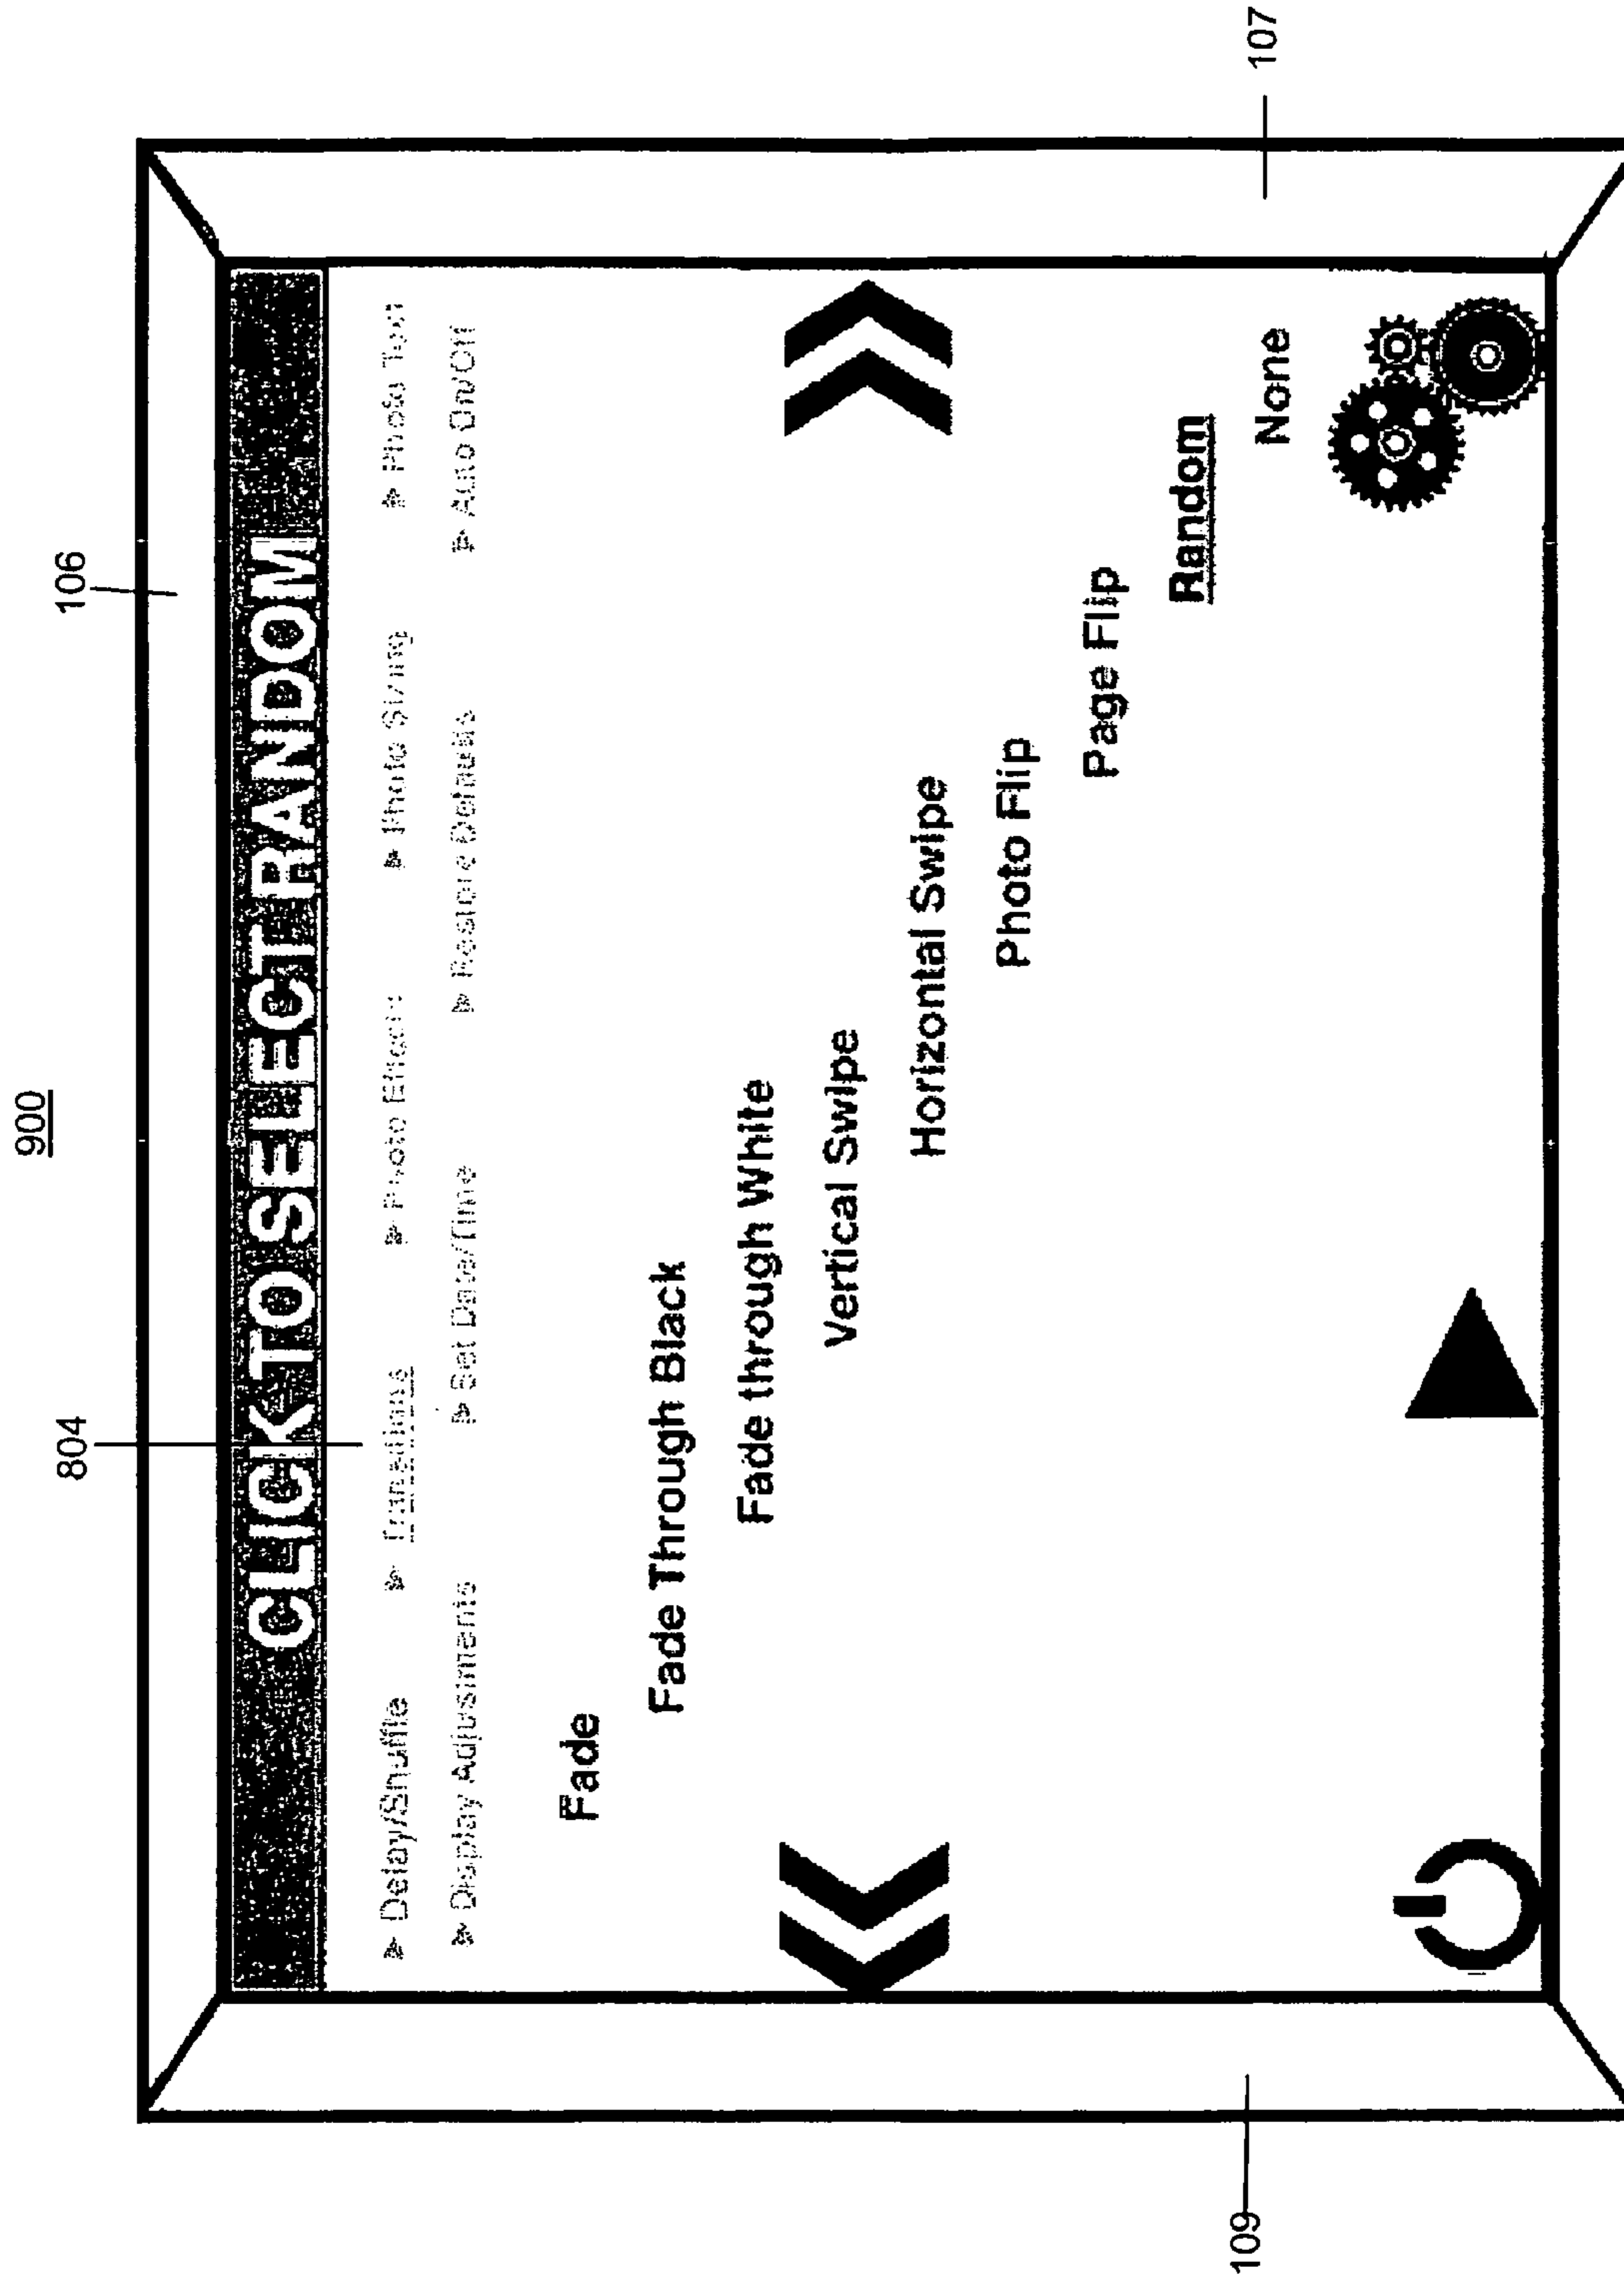 900
804
106
CLICK TO SELECT RANDOM
Delay/Shuffle Transitions Photo Effects Photo Sizing Photo Text
Display Adjustments Set Date/Time Restore Defaults Auto On/Off
Fade
Fade Through Black
Fade through White
Vertical Swipe
Horizontal Swipe
Photo Flip
Page Flip
Random
None
109
107